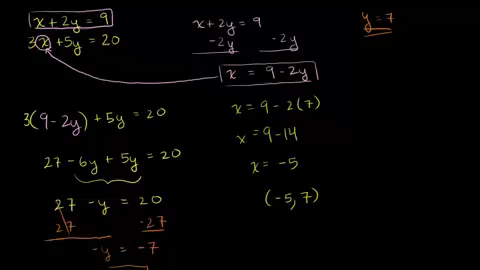 x + 2y = 9
3x + 5y = 20
3(9 - 2y) + 5y = 20
27 - 6y + 5y = 20
27 - y = 20
27 -27
-y = -7
x + 2y = 9
-2y -2y
x = 9 - 2y
x = 9 - 2(7)
x = 9 - 14
x = -5
(-5, 7)
y = 7